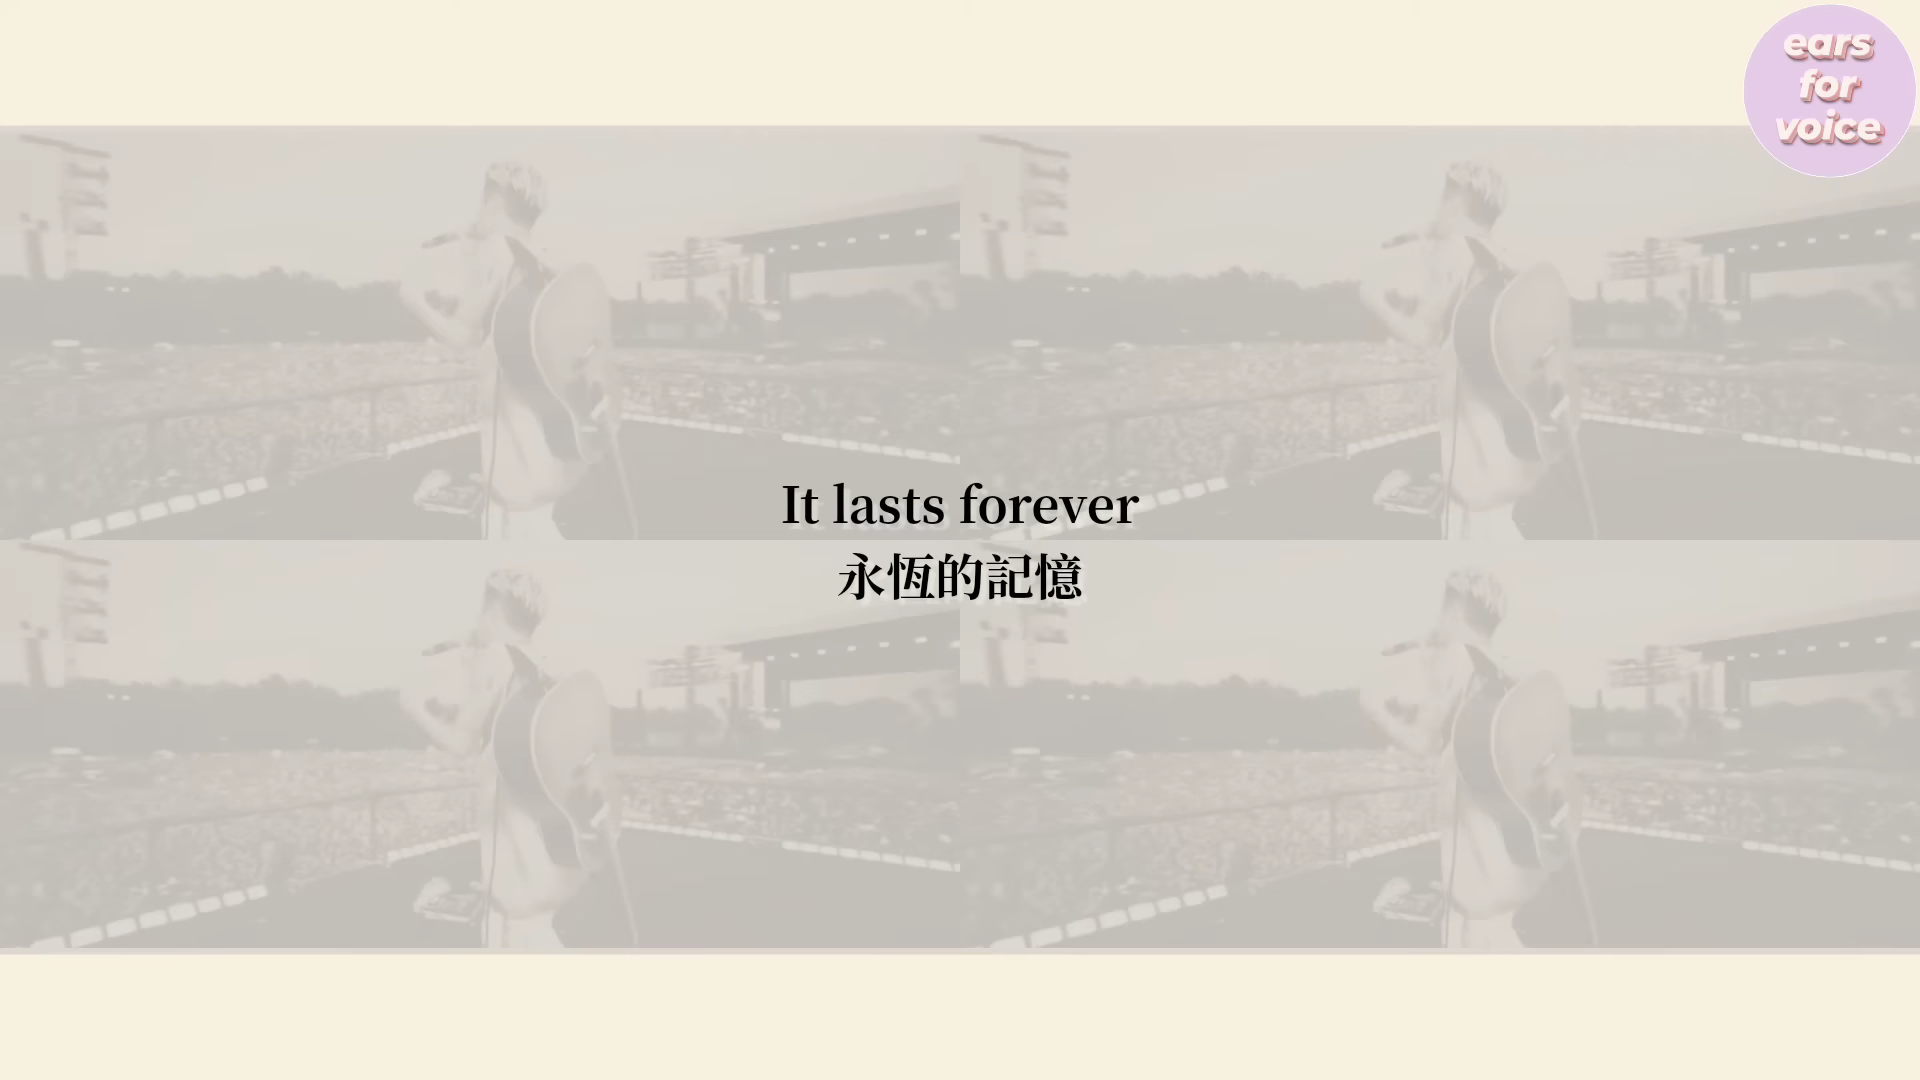 ears
for
voice
It lasts forever
永恆的記憶